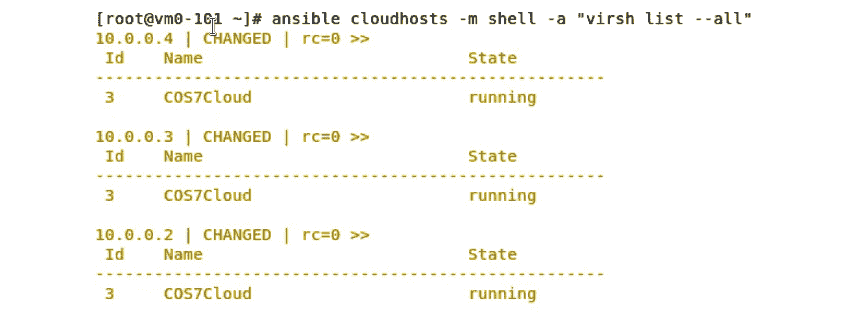 [root@vm0-101 ~]# ansible cloudhosts -m shell -a "virsh list --all"
10.0.0.4 | CHANGED | rc=0 >>
 Id    Name                           State
----------------------------------------------------
 3     COS7Cloud                      running

10.0.0.3 | CHANGED | rc=0 >>
 Id    Name                           State
----------------------------------------------------
 3     COS7Cloud                      running

10.0.0.2 | CHANGED | rc=0 >>
 Id    Name                           State
----------------------------------------------------
 3     COS7Cloud                      running